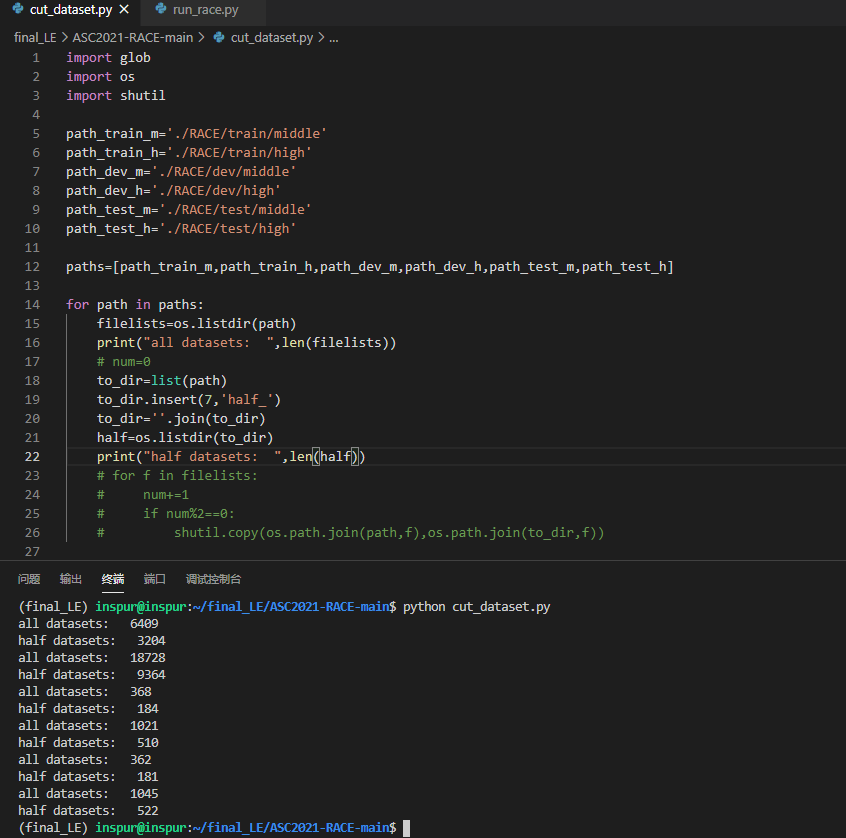 cut_dataset.py × run_race.py
final_LE > ASC2021-RACE-main > cut_dataset.py > ...
1 import glob
2 import os
3 import shutil
4
5 path_train_m='./RACE/train/middle'
6 path_train_h='./RACE/train/high'
7 path_dev_m='./RACE/dev/middle'
8 path_dev_h='./RACE/dev/high'
9 path_test_m='./RACE/test/middle'
10 path_test_h='./RACE/test/high'
11
12 paths=[path_train_m,path_train_h,path_dev_m,path_dev_h,path_test_m,path_test_h]
13
14 for path in paths:
15     filelists=os.listdir(path)
16     print("all datasets:  ",len(filelists))
17     # num=0
18     to_dir=list(path)
19     to_dir.insert(7,'half_')
20     to_dir=''.join(to_dir)
21     half=os.listdir(to_dir)
22     print("half datasets:  ",len(half))
23     # for f in filelists:
24     #     num+=1
25     #     if num%2==0:
26     #         shutil.copy(os.path.join(path,f),os.path.join(to_dir,f))
27
问题 输出 终端 端口 调试控制台
(final_LE) inspur@inspur:~/final_LE/ASC2021-RACE-main$ python cut_dataset.py
all datasets:   6409
half datasets:   3204
all datasets:   18728
half datasets:   9364
all datasets:   368
half datasets:   184
all datasets:   1021
half datasets:   510
all datasets:   362
half datasets:   181
all datasets:   1045
half datasets:   522
(final_LE) inspur@inspur:~/final_LE/ASC2021-RACE-main$